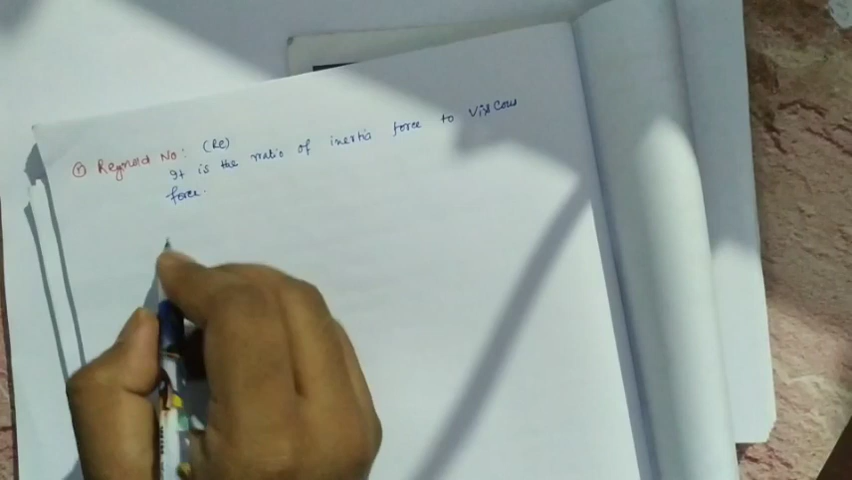 ① Reynold No: (Re)
It is the ratio of inertia force to Viscous
force.